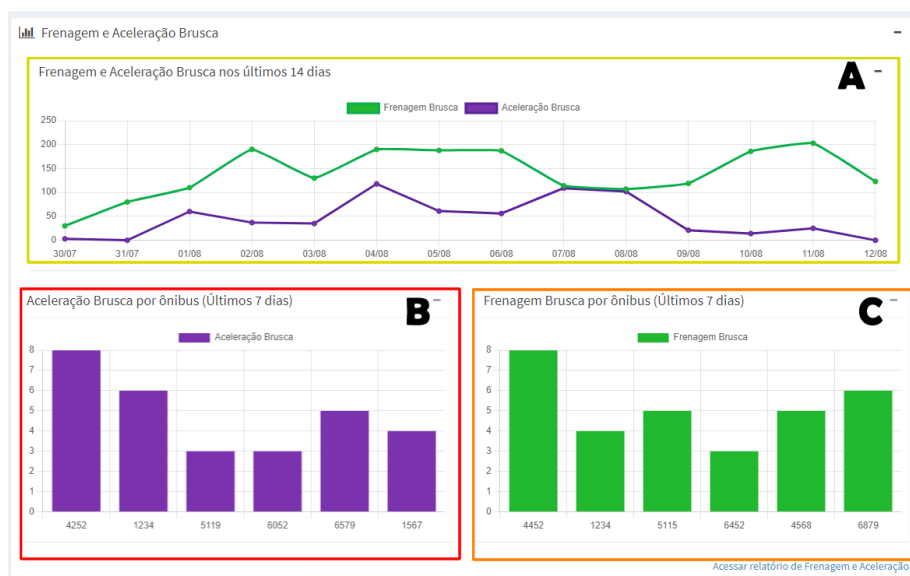 Frenagem e Aceleração Brusca
Frenagem e Aceleração Brusca nos últimos 14 dias
A
Frenagem Brusca Aceleração Brusca
250
200
150
100
50
0
30/07 31/07 01/08 02/08 03/08 04/08 05/08 06/08 07/08 08/08 09/08 10/08 11/08 12/08
Aceleração Brusca por ônibus (Últimos 7 dias)
B
Aceleração Brusca
8
7
6
5
4
3
2
1
0
4252 1234 5119 6052 6579 1567
Frenagem Brusca por ônibus (Últimos 7 dias)
C
Frenagem Brusca
8
7
6
5
4
3
2
1
0
4452 1234 5115 6452 4568 6879
Acessar relatório de Frenagem e Aceleração